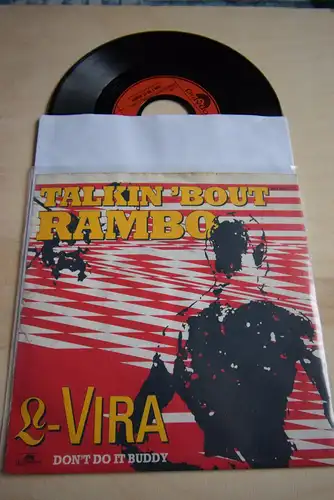 TALKIN 'BOUT
RAMBO
L-VIRA
DON'T DO IT BUDDY